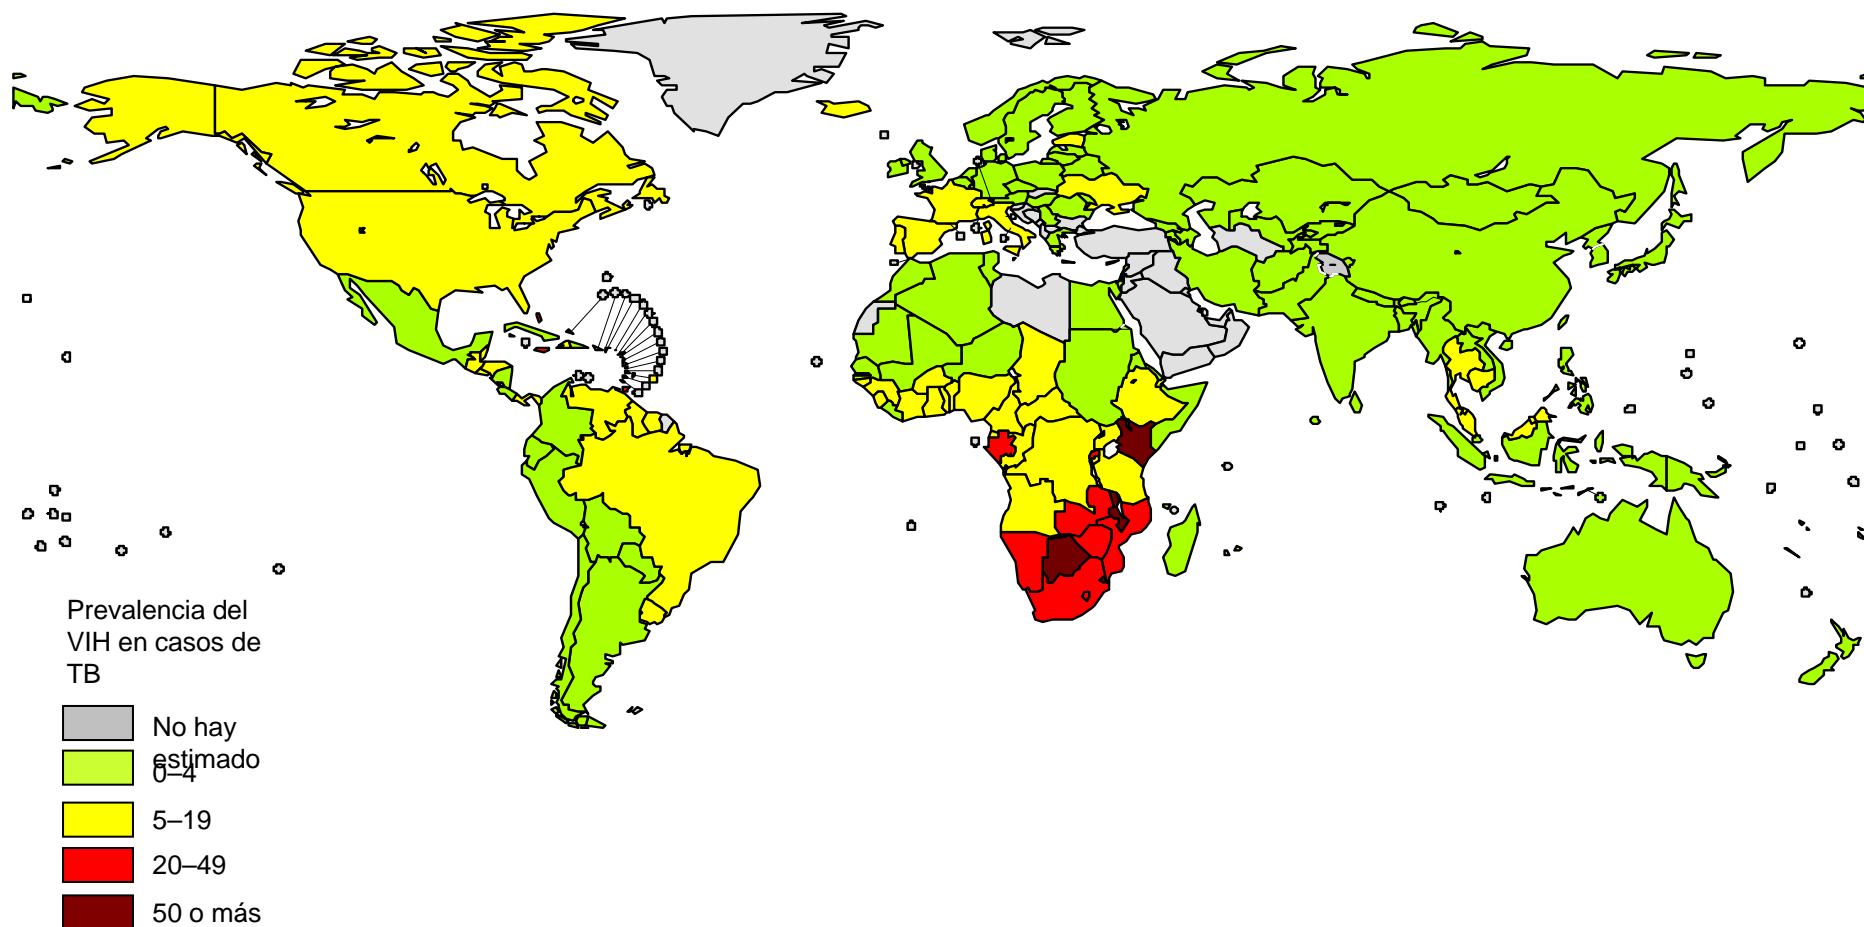 Prevalencia del
VIH en casos de
TB
No hay
estimado
0–4
5–19
20–49
50 o más